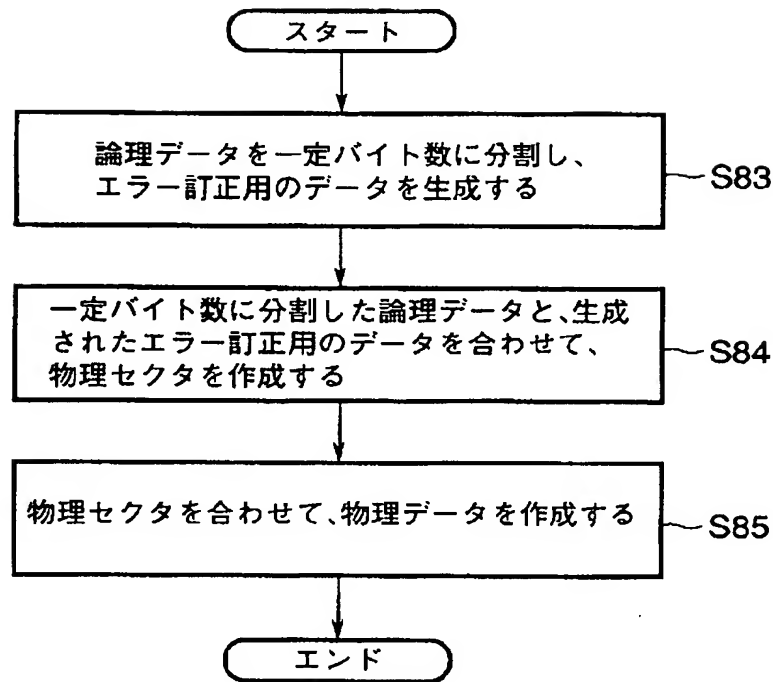 スタート
論理データを一定バイト数に分割し、
エラー訂正用のデータを生成する
S83
一定バイト数に分割した論理データと、生成
されたエラー訂正用のデータを合わせて、
物理セクタを作成する
S84
物理セクタを合わせて、物理データを作成する
S85
エンド